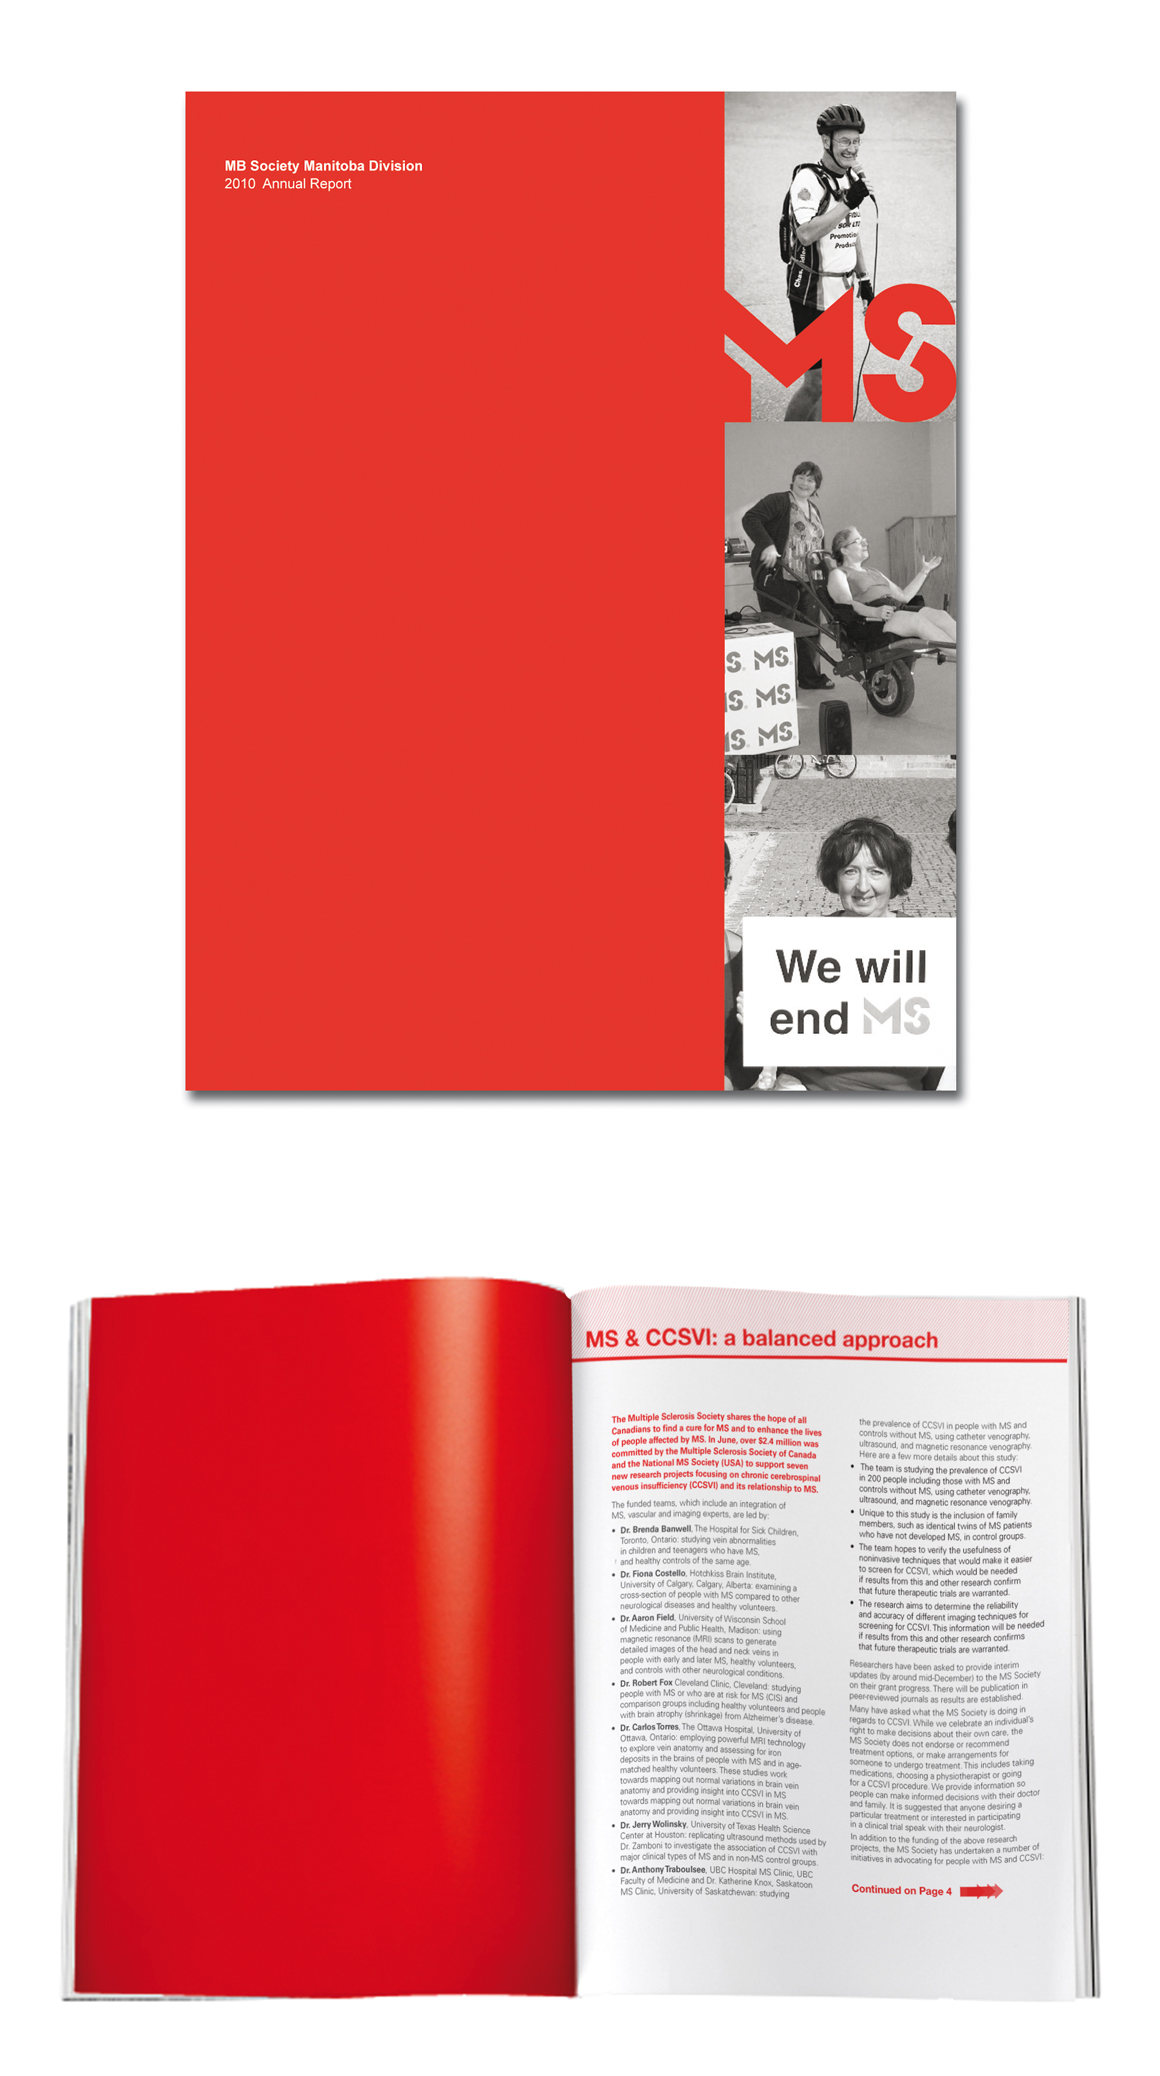 MB Society Manitoba Division
2010 Annual Report
Promotio
Produ
MS
S. MS.
S. MS.
MS. MS.
We will
end MS
MS & CCSVI: a balanced approach
The Multiple Sclerosis Society shares the hope of all
Canadians to find a cure for MS and to enhance the lives
of people affected by MS. In June, over $2.4 million was
committed by the Multiple Sclerosis Society of Canada
and the National MS Society (USA) to support seven
new research projects focusing on chronic cerebrospinal
venous insufficiency (CCSVI) and its relationship to MS.
The funded teams, which include an integration of
MS, vascular and imaging experts, are led by:
• Dr. Brenda Banwell, The Hospital for Sick Children,
Toronto, Ontario: studying vein abnormalities
in children and teenagers who have MS,
and healthy controls of the same age.
• Dr. Fiona Costello, Hotchkiss Brain Institute,
University of Calgary, Calgary, Alberta: examining a
cross-section of people with MS compared to other
neurological diseases and healthy volunteers.
• Dr. Aaron Field, University of Wisconsin School
of Medicine and Public Health, Madison: using
magnetic resonance (MRI) scans to generate
detailed images of the head and neck veins in
people with early and later MS, healthy volunteers,
and controls with other neurological conditions.
• Dr. Robert Fox Cleveland Clinic, Cleveland: studying
people with MS or who are at risk for MS (CIS) and
comparison groups including healthy volunteers and people
with brain atrophy (shrinkage) from Alzheimer's disease.
• Dr. Carlos Torres, The Ottawa Hospital, University of
Ottawa, Ontario: employing powerful MRI technology
to explore vein anatomy and assessing for iron
deposits in the brains of people with MS and in age-
matched healthy volunteers. These studies work
towards mapping out normal variations in brain vein
anatomy and providing insight into CCSVI in MS
towards mapping out normal variations in brain vein
anatomy and providing insight into CCSVI in MS.
• Dr. Jerry Wolinsky, University of Texas Health Science
Center at Houston: replicating ultrasound methods used by
Dr. Zamboni to investigate the association of CCSVI with
major clinical types of MS and in non-MS control groups.
• Dr. Anthony Traboulsee, UBC Hospital MS Clinic, UBC
Faculty of Medicine and Dr. Katherine Knox, Saskatoon
MS Clinic, University of Saskatchewan: studying
the prevalence of CCSVI in people with MS and
controls without MS, using catheter venography,
ultrasound, and magnetic resonance venography.
Here are a few more details about this study:
• The team is studying the prevalence of CCSVI
in 200 people including those with MS and
controls without MS, using catheter venography,
ultrasound, and magnetic resonance venography.
• Unique to this study is the inclusion of family
members, such as identical twins of MS patients
who have not developed MS, in control groups.
• The team hopes to verify the usefulness of
noninvasive techniques that would make it easier
to screen for CCSVI, which would be needed
if results from this and other research confirm
that future therapeutic trials are warranted.
• The research aims to determine the reliability
and accuracy of different imaging techniques for
screening for CCSVI. This information will be needed
if results from this and other research confirms
that future therapeutic trials are warranted.
Researchers have been asked to provide interim
updates (by around mid-December) to the MS Society
on their grant progress. There will be publication in
peer-reviewed journals as results are established.
Many have asked what the MS Society is doing in
regards to CCSVI. While we celebrate an individual's
right to make decisions about their own care, the
MS Society does not endorse or recommend
treatment options, or make arrangements for
someone to undergo treatment. This includes taking
medications, choosing a physiotherapist or going
for a CCSVI procedure. We provide information so
people can make informed decisions with their doctor
and family. It is suggested that anyone desiring a
particular treatment or interested in participating
in a clinical trial speak with their neurologist.
In addition to the funding of the above research
projects, the MS Society has undertaken a number of
initiatives in advocating for people with MS and CCSVI:
Continued on Page 4